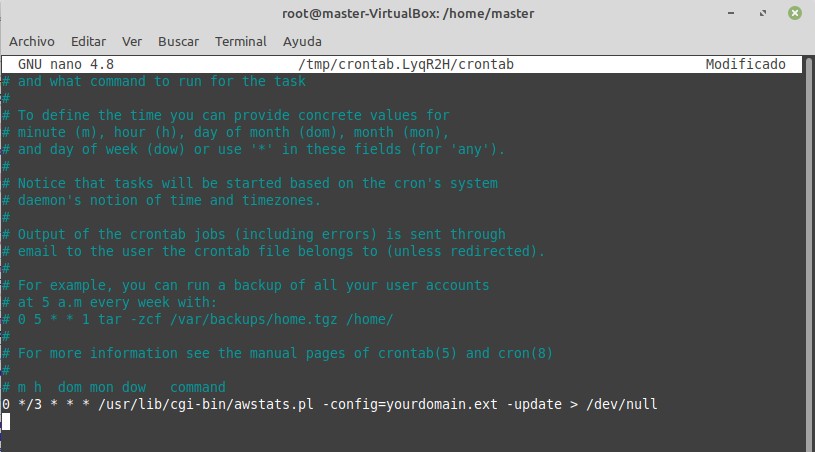 root@master-VirtualBox: /home/master
Archivo Editar Ver Buscar Terminal Ayuda
GNU nano 4.8 /tmp/crontab.LyqR2H/crontab Modificado
# and what command to run for the task
#
# To define the time you can provide concrete values for
# minute (m), hour (h), day of month (dom), month (mon),
# and day of week (dow) or use '*' in these fields (for 'any').
#
# Notice that tasks will be started based on the cron's system
# daemon's notion of time and timezones.
#
# Output of the crontab jobs (including errors) is sent through
# email to the user the crontab file belongs to (unless redirected).
#
# For example, you can run a backup of all your user accounts
# at 5 a.m every week with:
# 0 5 * * 1 tar -zcf /var/backups/home.tgz /home/
#
# For more information see the manual pages of crontab(5) and cron(8)
#
# m h  dom mon dow   command
0 */3 * * * /usr/lib/cgi-bin/awstats.pl -config=yourdomain.ext -update > /dev/null